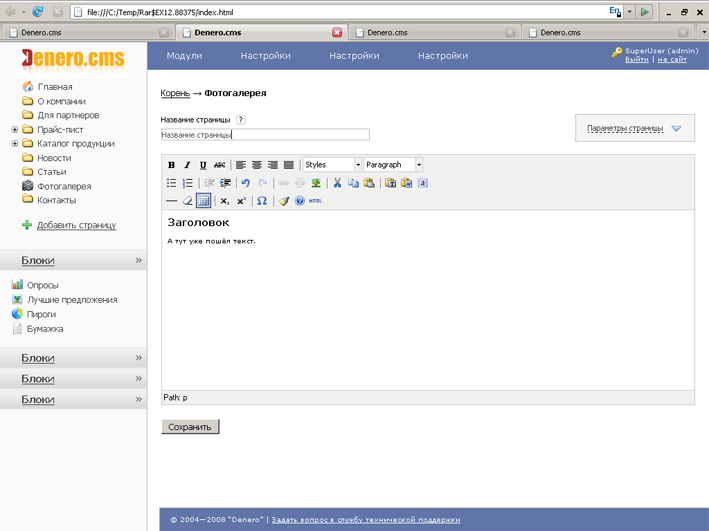 file:///C:/Temp/Rar$EX12.88375/index.html
En
Denero.cms
Denero.cms
Denero.cms
Denero.cms
Denero.cms
Модули
Настройки
Настройки
Настройки
SuperUser (admin)
Выйти | на сайт
Главная
О компании
Для партнеров
Прайс-лист
Каталог продукции
Новости
Статьи
Фотогалерея
Контакты
Добавить страницу
Блоки »
Опросы
Лучшие предложения
Пироги
Бумажка
Блоки »
Блоки »
Блоки »
Корень → Фотогалерея
Название страницы ?
Название страницы
Параметры страницы
B I U ABC Styles Paragraph
HTML
Заголовок
А тут уже пошёл текст.
Path: p
Сохранить
© 2004—2008 "Denero" | Задать вопрос в службу технической поддержки